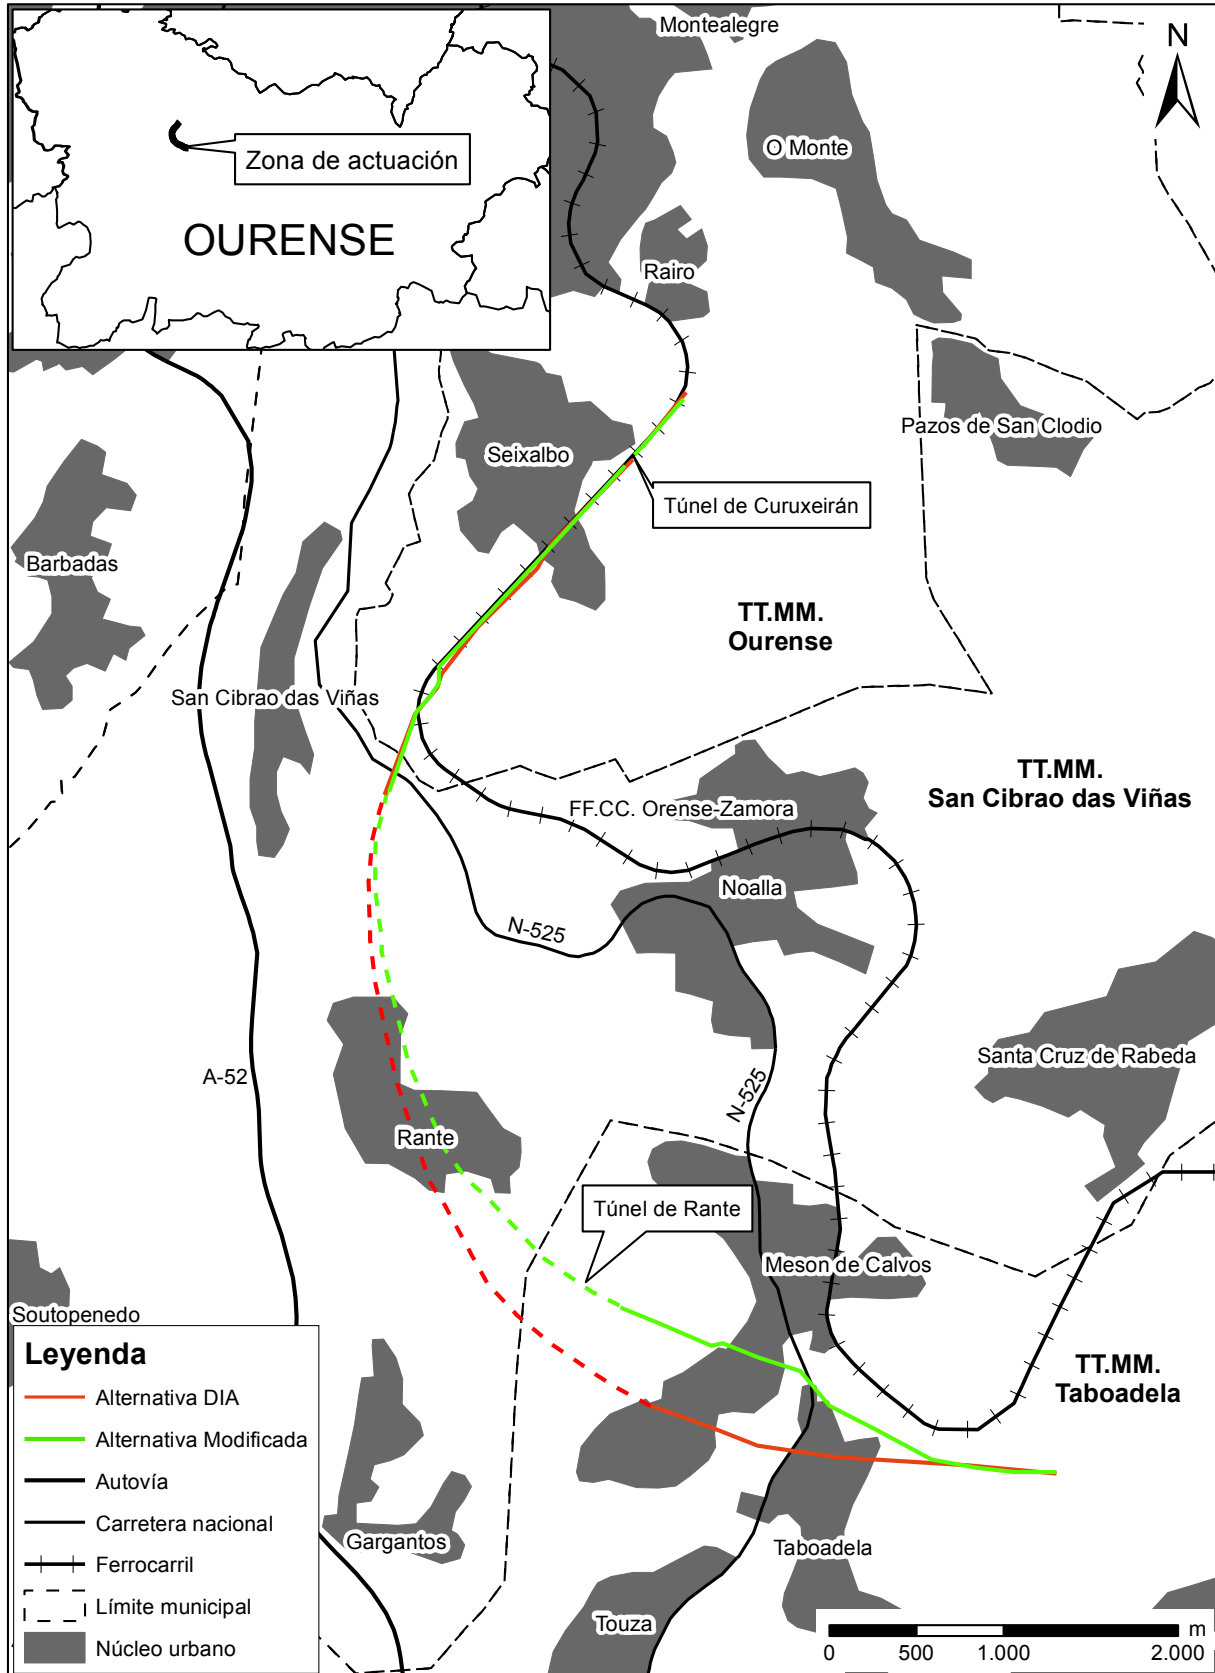 Montealegre
N
O Monte
Zona de actuación
OURENSE
Rairo
Pazos de San Clodio
Seixalbo
Túnel de Curuxeirán
Barbadas
TT.MM.
Ourense
San Cibrao das Viñas
TT.MM.
San Cibrao das Viñas
FF.CC. Orense-Zamora
Noalla
N-525
Santa Cruz de Rabeda
A-52
N-525
Rante
Túnel de Rante
Meson de Calvos
Soutopenedo
TT.MM.
Taboadela
Leyenda
Alternativa DIA
Alternativa Modificada
Autovía
Carretera nacional
Ferrocarril
Límite municipal
Núcleo urbano
Gargantos
Taboadela
Touza
m
0 500 1.000 2.000